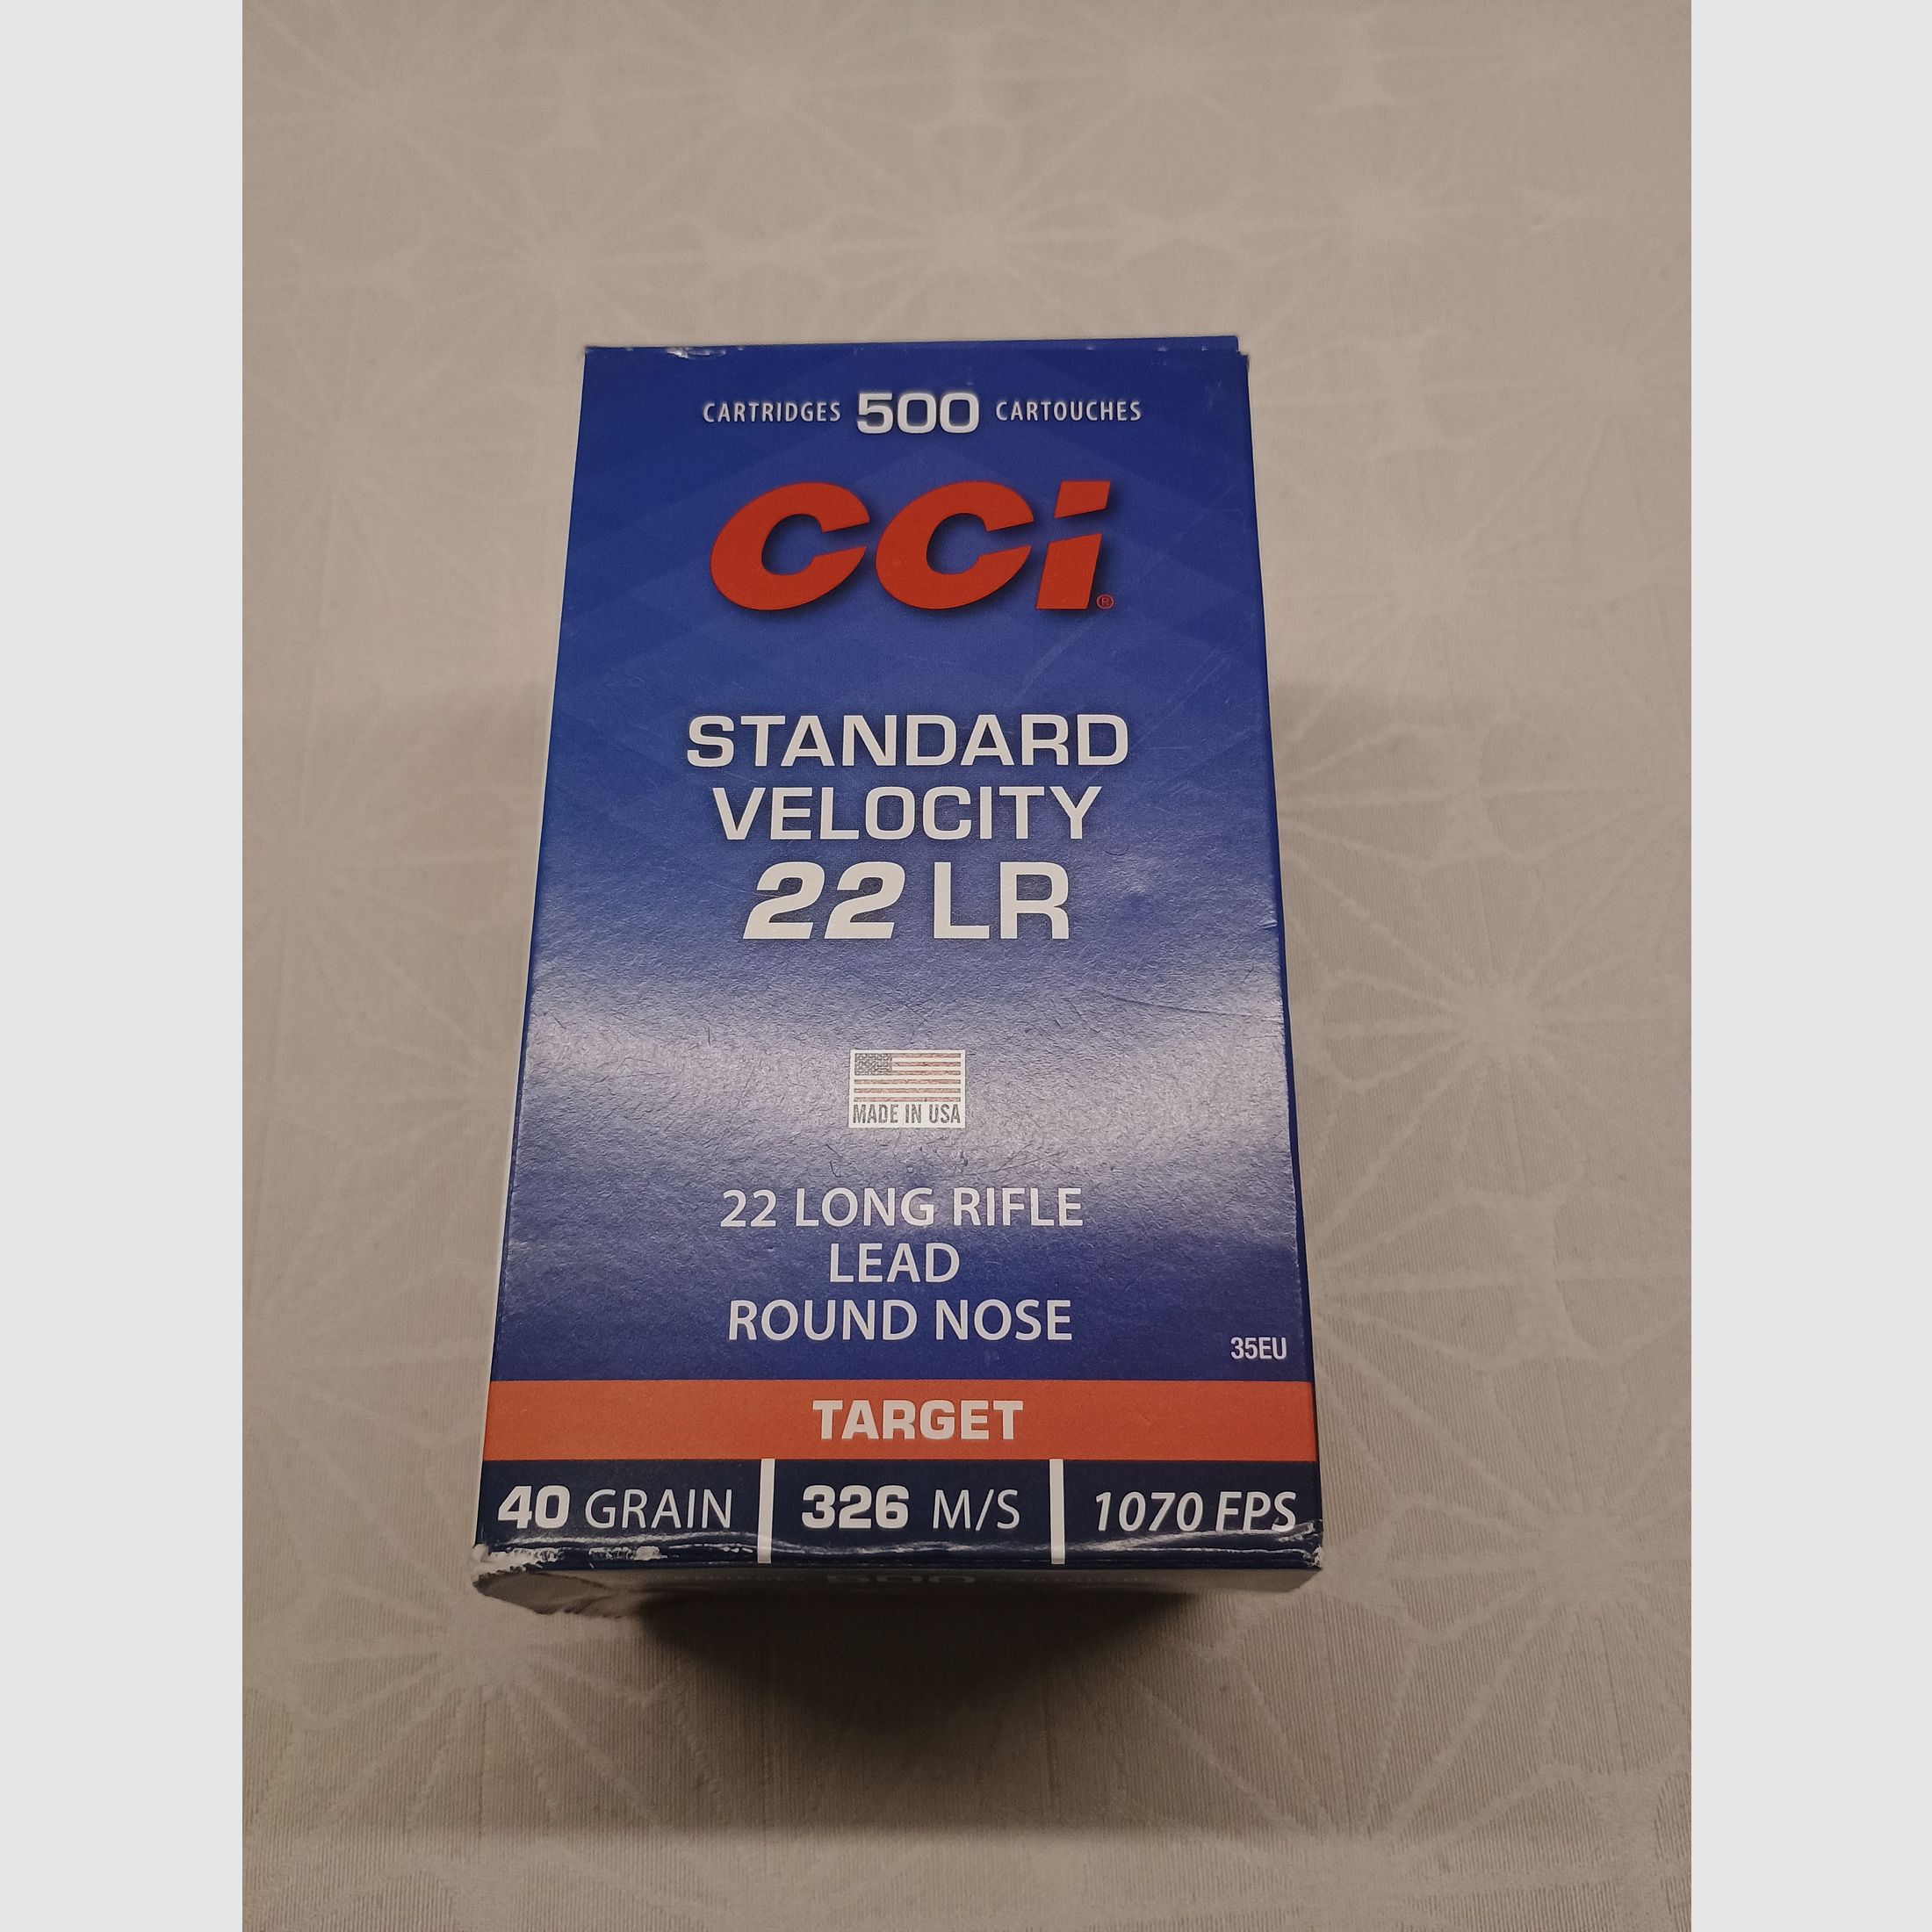 CARTRIDGES 500 CARTOUCHES
CCi®
STANDARD
VELOCITY
22 LR
MADE IN USA
22 LONG RIFLE
LEAD
ROUND NOSE
35EU
TARGET
40 GRAIN 326 M/S 1070 FPS